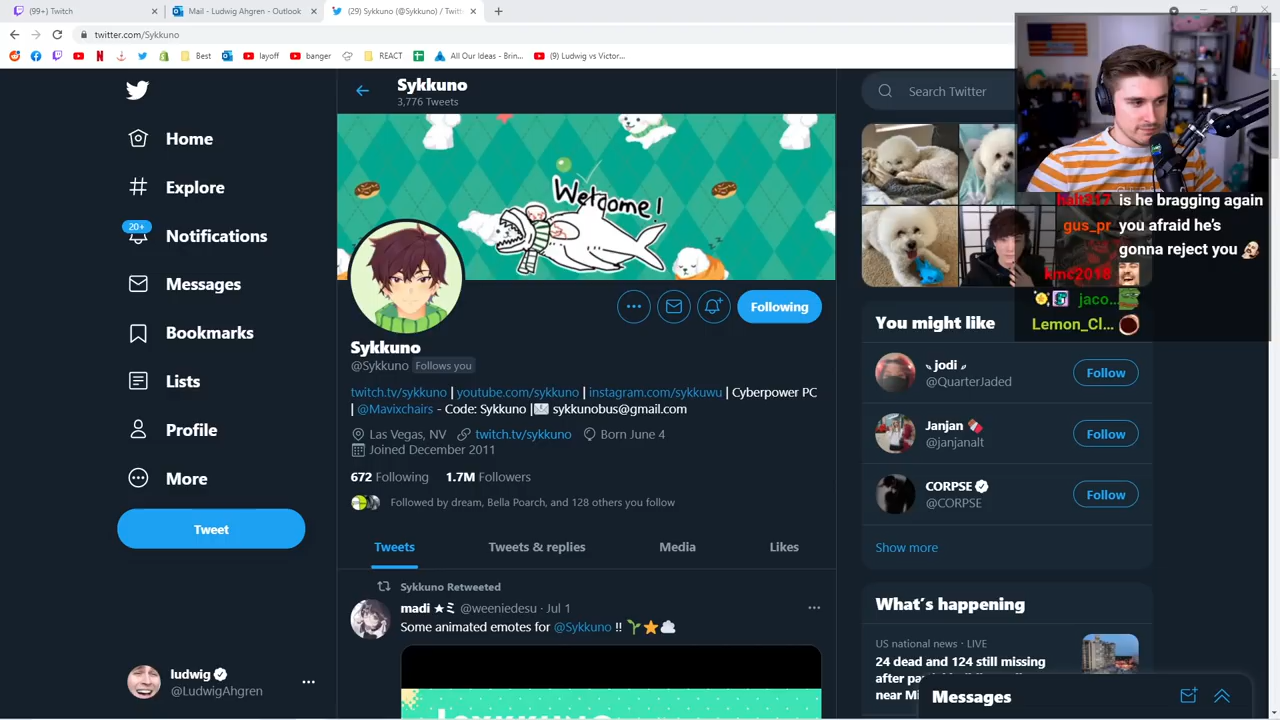 (99+) Twitch
Mail - Ludwig Ahgren - Outlook
(29) Sykkuno (@Sykkuno) / Twitt
twitter.com/Sykkuno
Best
layoff
banger
REACT
All Our Ideas - Brin...
(9) Ludwig vs Victor...
Home
Explore
20+
Notifications
Messages
Bookmarks
Lists
Profile
More
Tweet
ludwig
@LudwigAhgren
Sykkuno
3,776 Tweets
Welcome!
Following
Sykkuno
@Sykkuno Follows you
twitch.tv/sykkuno | youtube.com/sykkuno | instagram.com/sykkuwu | Cyberpower PC
| @Mavixchairs - Code: Sykkuno |✉️ sykkunobus@gmail.com
Las Vegas, NV twitch.tv/sykkuno Born June 4
Joined December 2011
672 Following 1.7M Followers
Followed by dream, Bella Poarch, and 128 others you follow
Tweets Tweets & replies Media Likes
Sykkuno Retweeted
madi ★ミ @weeniedesu · Jul 1
Some animated emotes for @Sykkuno !! 🌱⭐☁️
Search Twitter
halt317 is he bragging again
gus_pr you afraid he's
gonna reject you
kmc2018
jaco...
Lemon_Cl...
You might like
jodi
@QuarterJaded
Follow
Janjan
@janjanalt
Follow
CORPSE
@CORPSE
Follow
Show more
What's happening
US national news · LIVE
24 dead and 124 still missing
after pa
near Mi
Messages